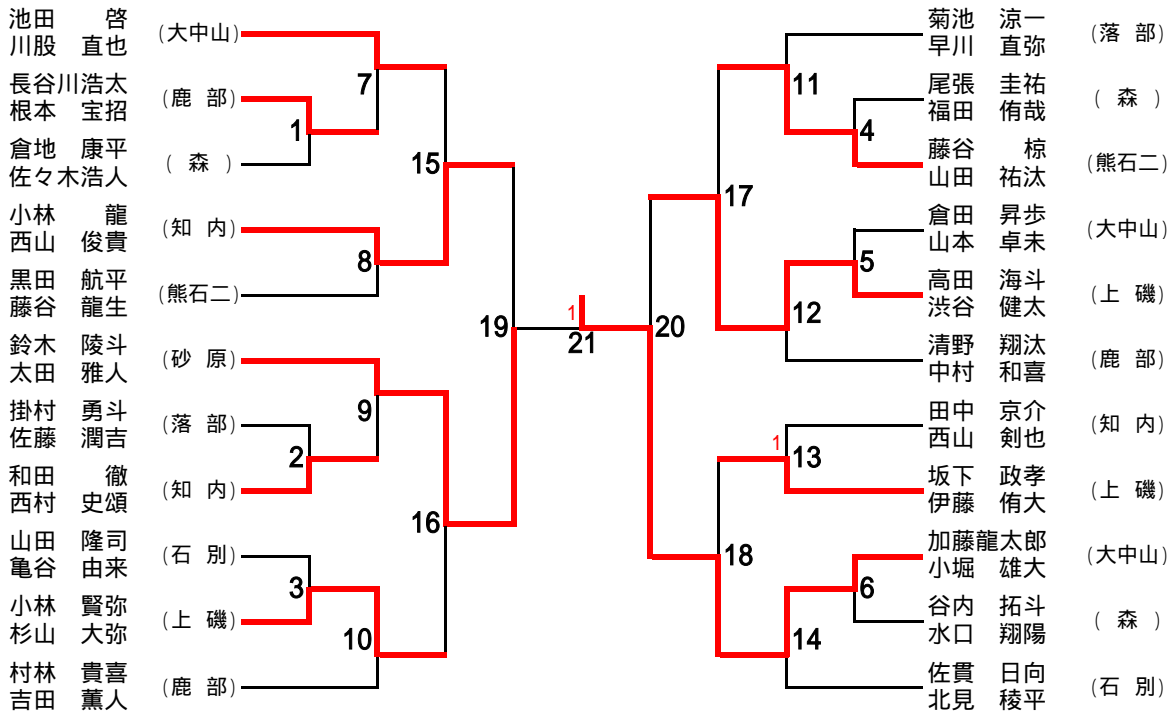 池田 啓
川股 直也
(大中山)
長谷川浩太
根本 宝招
(鹿 部)
倉地 康平
佐々木浩人
( 森 )
小林 龍
西山 俊貴
(知 内)
黒田 航平
藤谷 龍生
(熊石二)
鈴木 陵斗
太田 雅人
(砂 原)
掛村 勇斗
佐藤 潤吉
(落 部)
和田 徹
西村 史頌
(知 内)
山田 隆司
亀谷 由来
(石 別)
小林 賢弥
杉山 大弥
(上 磯)
村林 貴喜
吉田 薫人
(鹿 部)
1
2
3
7
8
9
10
15
16
19
1
21
20
17
18
11
12
1
13
14
4
5
6
菊池 涼一
早川 直弥
(落 部)
尾張 圭祐
福田 侑哉
( 森 )
藤谷 椋
山田 祐汰
(熊石二)
倉田 昇歩
山本 卓未
(大中山)
高田 海斗
渋谷 健太
(上 磯)
清野 翔汰
中村 和喜
(鹿 部)
田中 京介
西山 剣也
(知 内)
坂下 政孝
伊藤 侑大
(上 磯)
加藤龍太郎
小堀 雄大
(大中山)
谷内 拓斗
水口 翔陽
( 森 )
佐貫 日向
北見 稜平
(石 別)